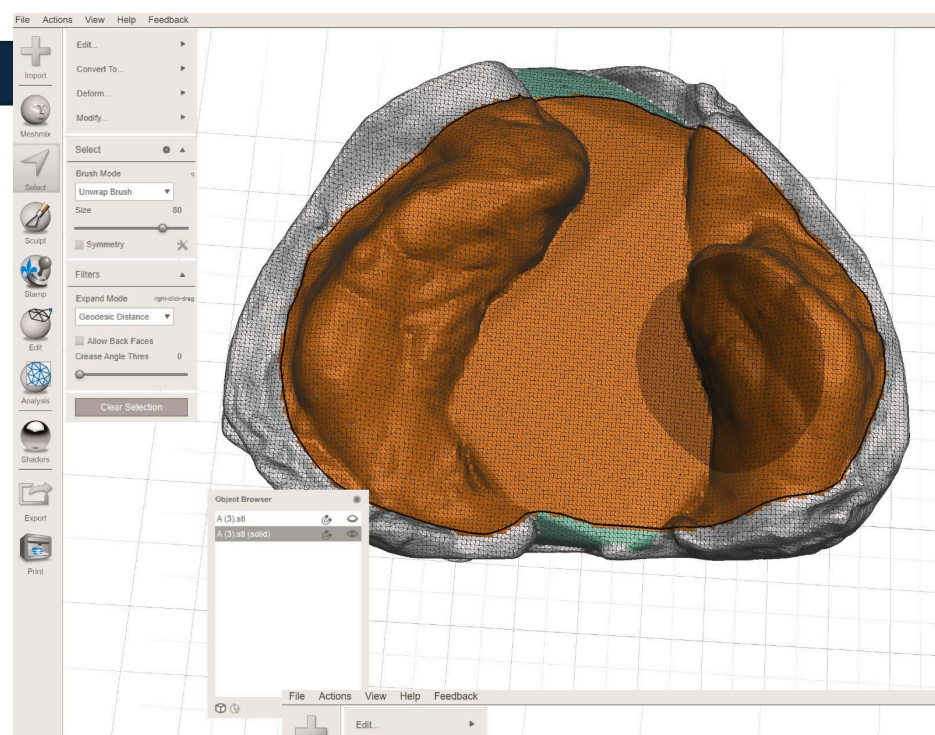 File Actions View Help Feedback
Import
Meshmix
Select
Sculpt
Stamp
Edit
Analysis
Shaders
Export
Print
Edit...
Convert To...
Deform...
Modify...
Select
Brush Mode q
Unwrap Brush
Size 80
Symmetry
Filters
Expand Mode right-click-drag
Geodesic Distance
Allow Back Faces
Crease Angle Thres 0
Clear Selection
Object Browser
A (3).stl
A (3).stl (solid)
File Actions View Help Feedback
Edit...